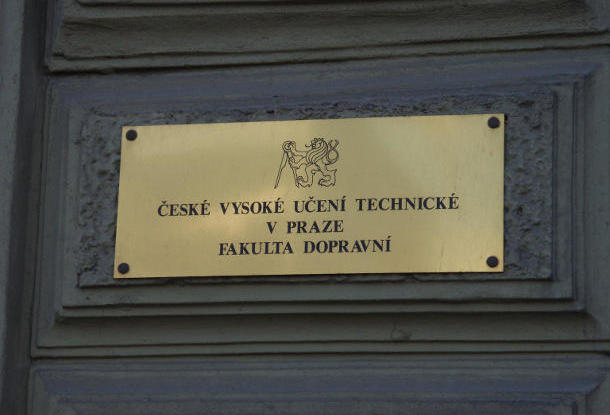 ČESKÉ VYSOKÉ UČENÍ TECHNICKÉ
V PRAZE
FAKULTA DOPRAVNÍ